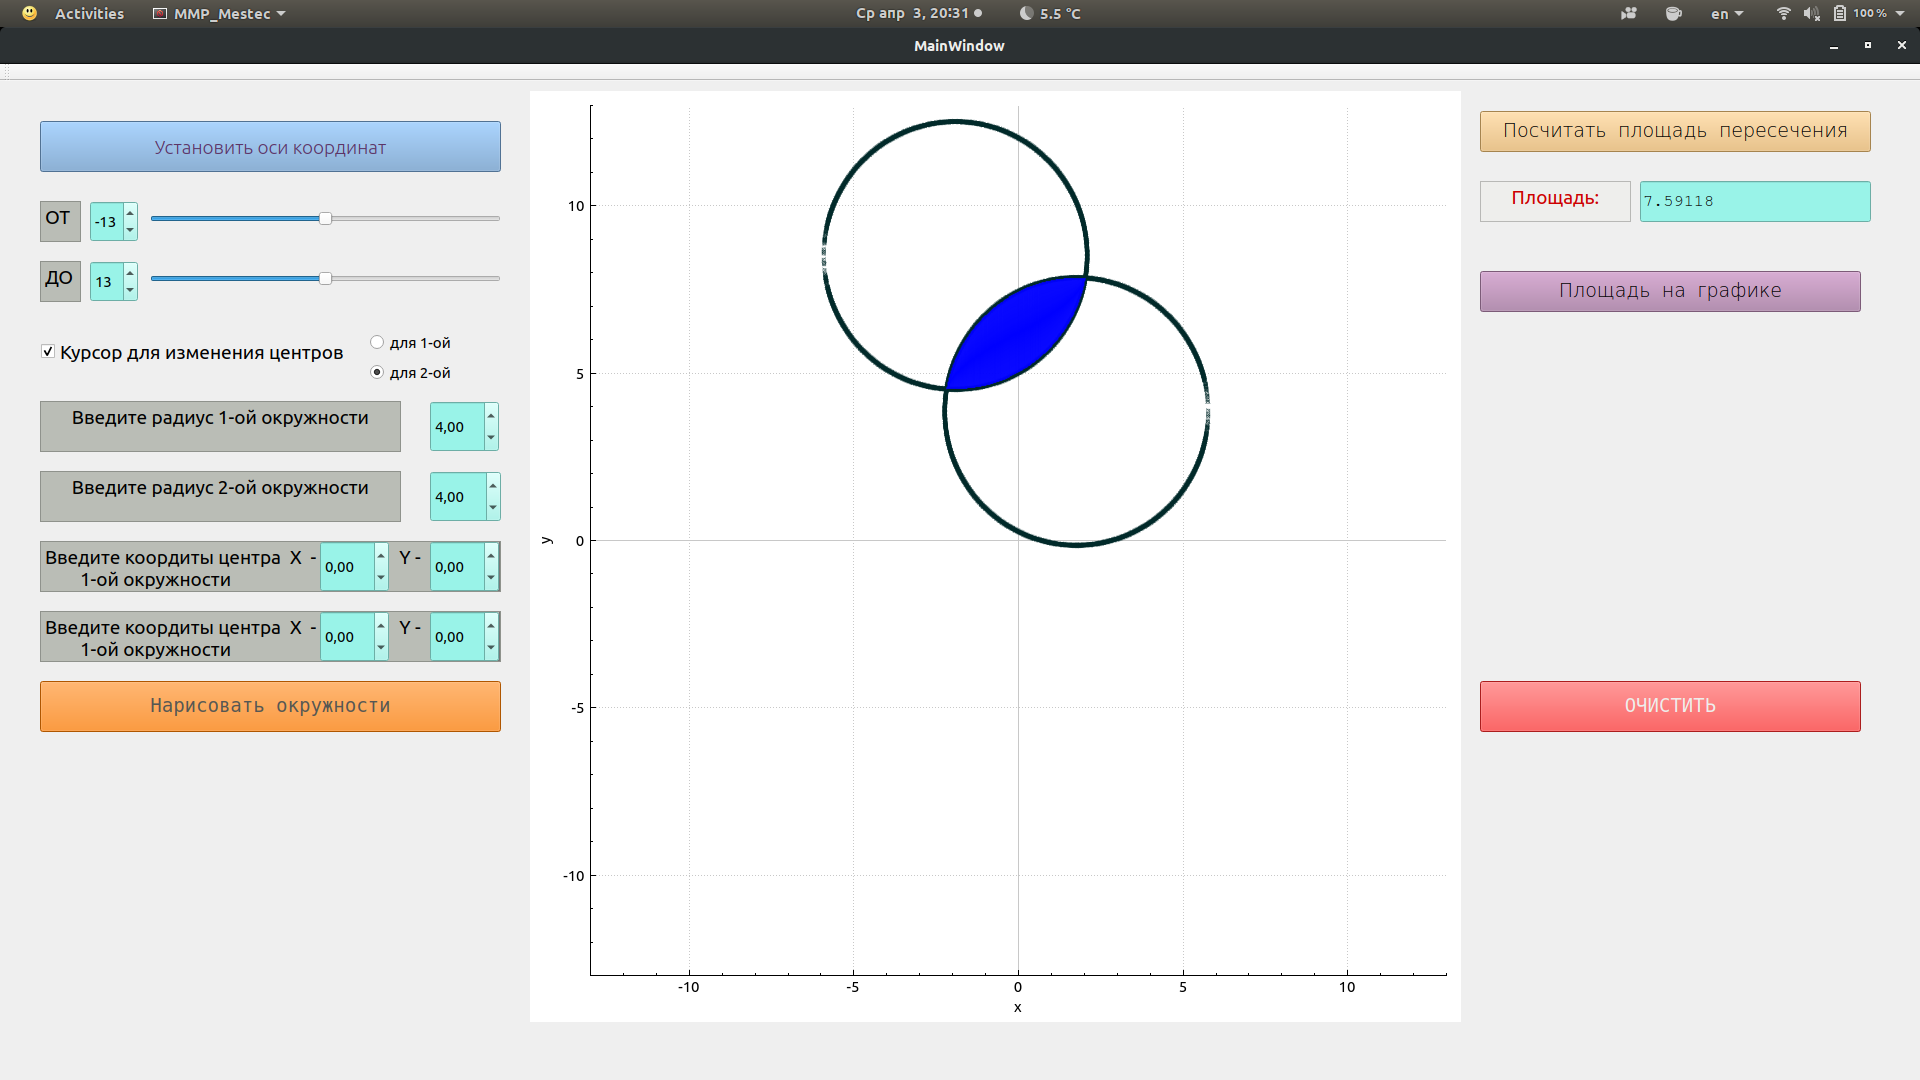 Activities
MMP_Mestec
Ср апр 3, 20:31
5.5 °C
en
100 %
MainWindow
Установить оси координат
ОТ
-13
ДО
13
Курсор для изменения центров
для 1-ой
для 2-ой
Введите радиус 1-ой окружности
4,00
Введите радиус 2-ой окружности
4,00
Введите коордиты центра X -
1-ой окружности
0,00
Y -
0,00
Введите коордиты центра X -
1-ой окружности
0,00
Y -
0,00
Нарисовать окружности
10
5
0
-5
-10
y
-10
-5
0
5
10
x
Посчитать площадь пересечения
Площадь:
7.59118
Площадь на графике
ОЧИСТИТЬ